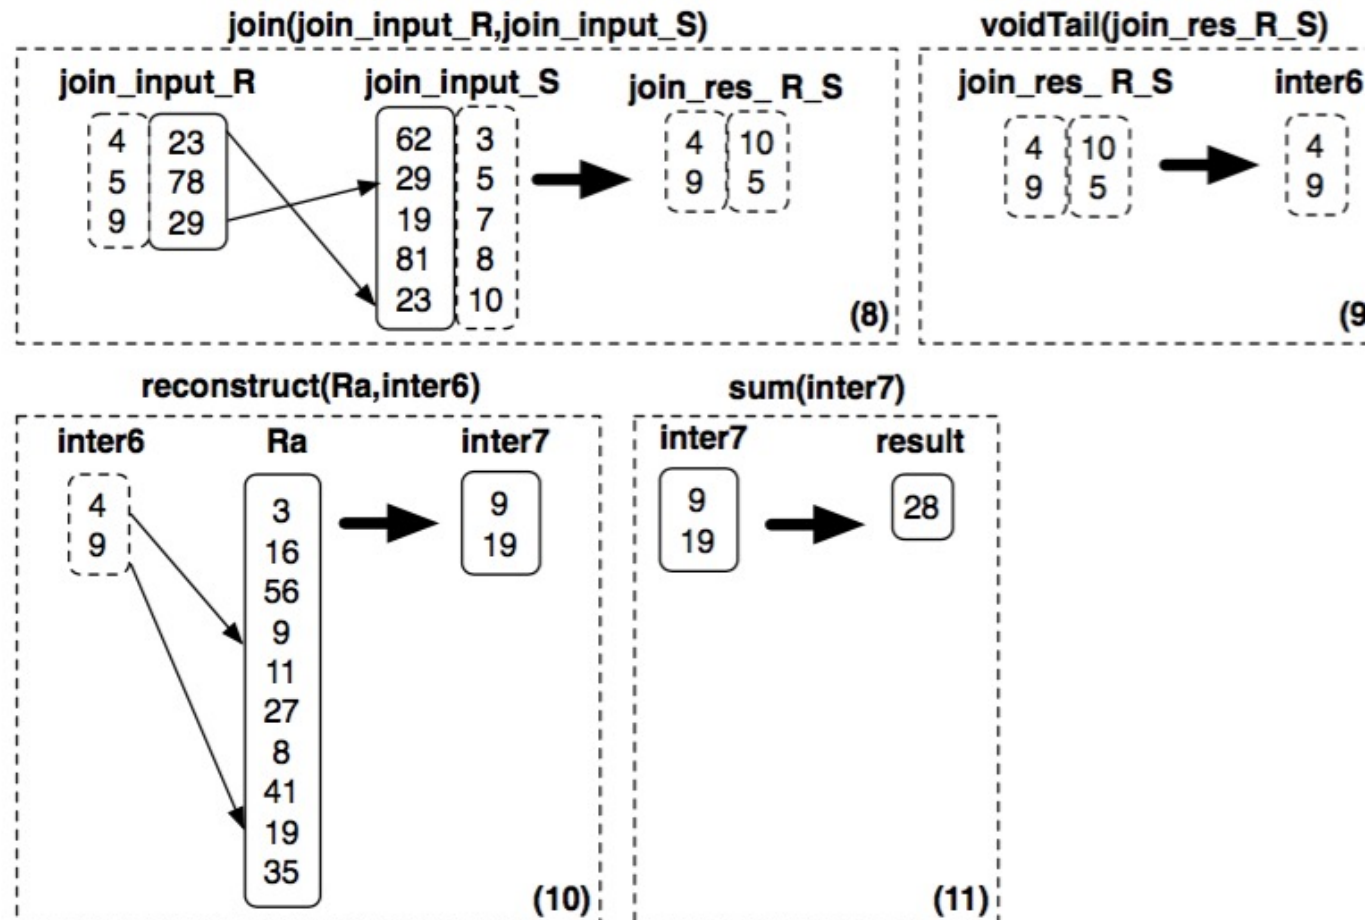 join(join_input_R,join_input_S)
join_input_R join_input_S join_res_ R_S
4 23 62 3 4 10
5 78 29 5 9 5
9 29 19 7
81 8
23 10
(8)
voidTail(join_res_R_S)
join_res_ R_S inter6
4 10 4
9 5 9
(9
reconstruct(Ra,inter6)
inter6 Ra inter7
4 3 9
9 16 19
56
9
11
27
8
41
19
35
(10)
sum(inter7)
inter7 result
9 28
19
(11)